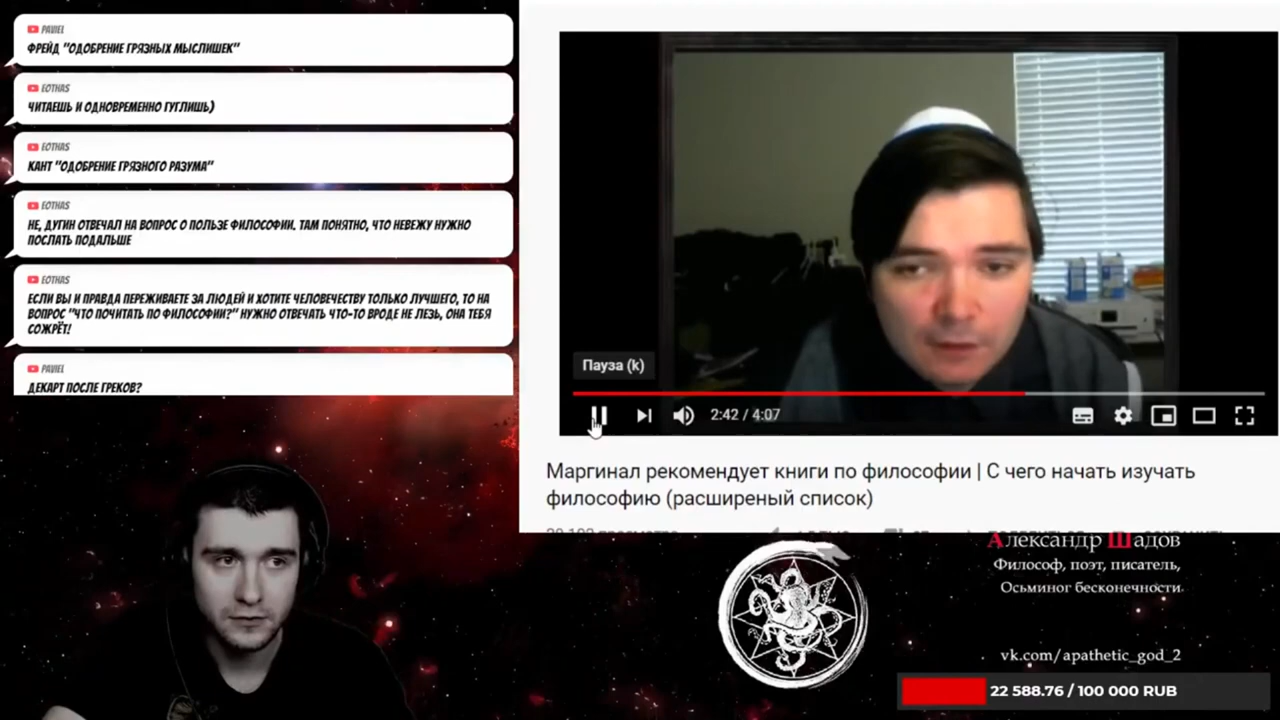 PAVIEL
ФРЕЙД "ОДОБРЕНИЕ ГРЯЗНЫХ МЫСЛИШЕК"
EOTHAS
ЧИТАЕШЬ И ОДНОВРЕМЕННО ГУГЛИШЬ)
EOTHAS
КАНТ "ОДОБРЕНИЕ ГРЯЗНОГО РАЗУМА"
EOTHAS
НЕ, ДУГИН ОТВЕЧАЛ НА ВОПРОС О ПОЛЬЗЕ ФИЛОСОФИИ. ТАМ ПОНЯТНО, ЧТО НЕВЕЖУ НУЖНО
ПОСЛАТЬ ПОДАЛЬШЕ
EOTHAS
ЕСЛИ ВЫ И ПРАВДА ПЕРЕЖИВАЕТЕ ЗА ЛЮДЕЙ И ХОТИТЕ ЧЕЛОВЕЧЕСТВУ ТОЛЬКО ЛУЧШЕГО, ТО НА
ВОПРОС "ЧТО ПОЧИТАТЬ ПО ФИЛОСОФИИ?" НУЖНО ОТВЕЧАТЬ ЧТО-ТО ВРОДЕ НЕ ЛЕЗЬ, ОНА ТЕБЯ
СОЖРЁТ!
PAVIEL
ДЕКАРТ ПОСЛЕ ГРЕКОВ?
Пауза (k)
2:42 / 4:07
Маргинал рекомендует книги по философии | С чего начать изучать
философию (расширеный список)
Александр Шадов
Философ, поэт, писатель,
Осьминог бесконечности
vk.com/apathetic_god_2
22 588.76 / 100 000 RUB